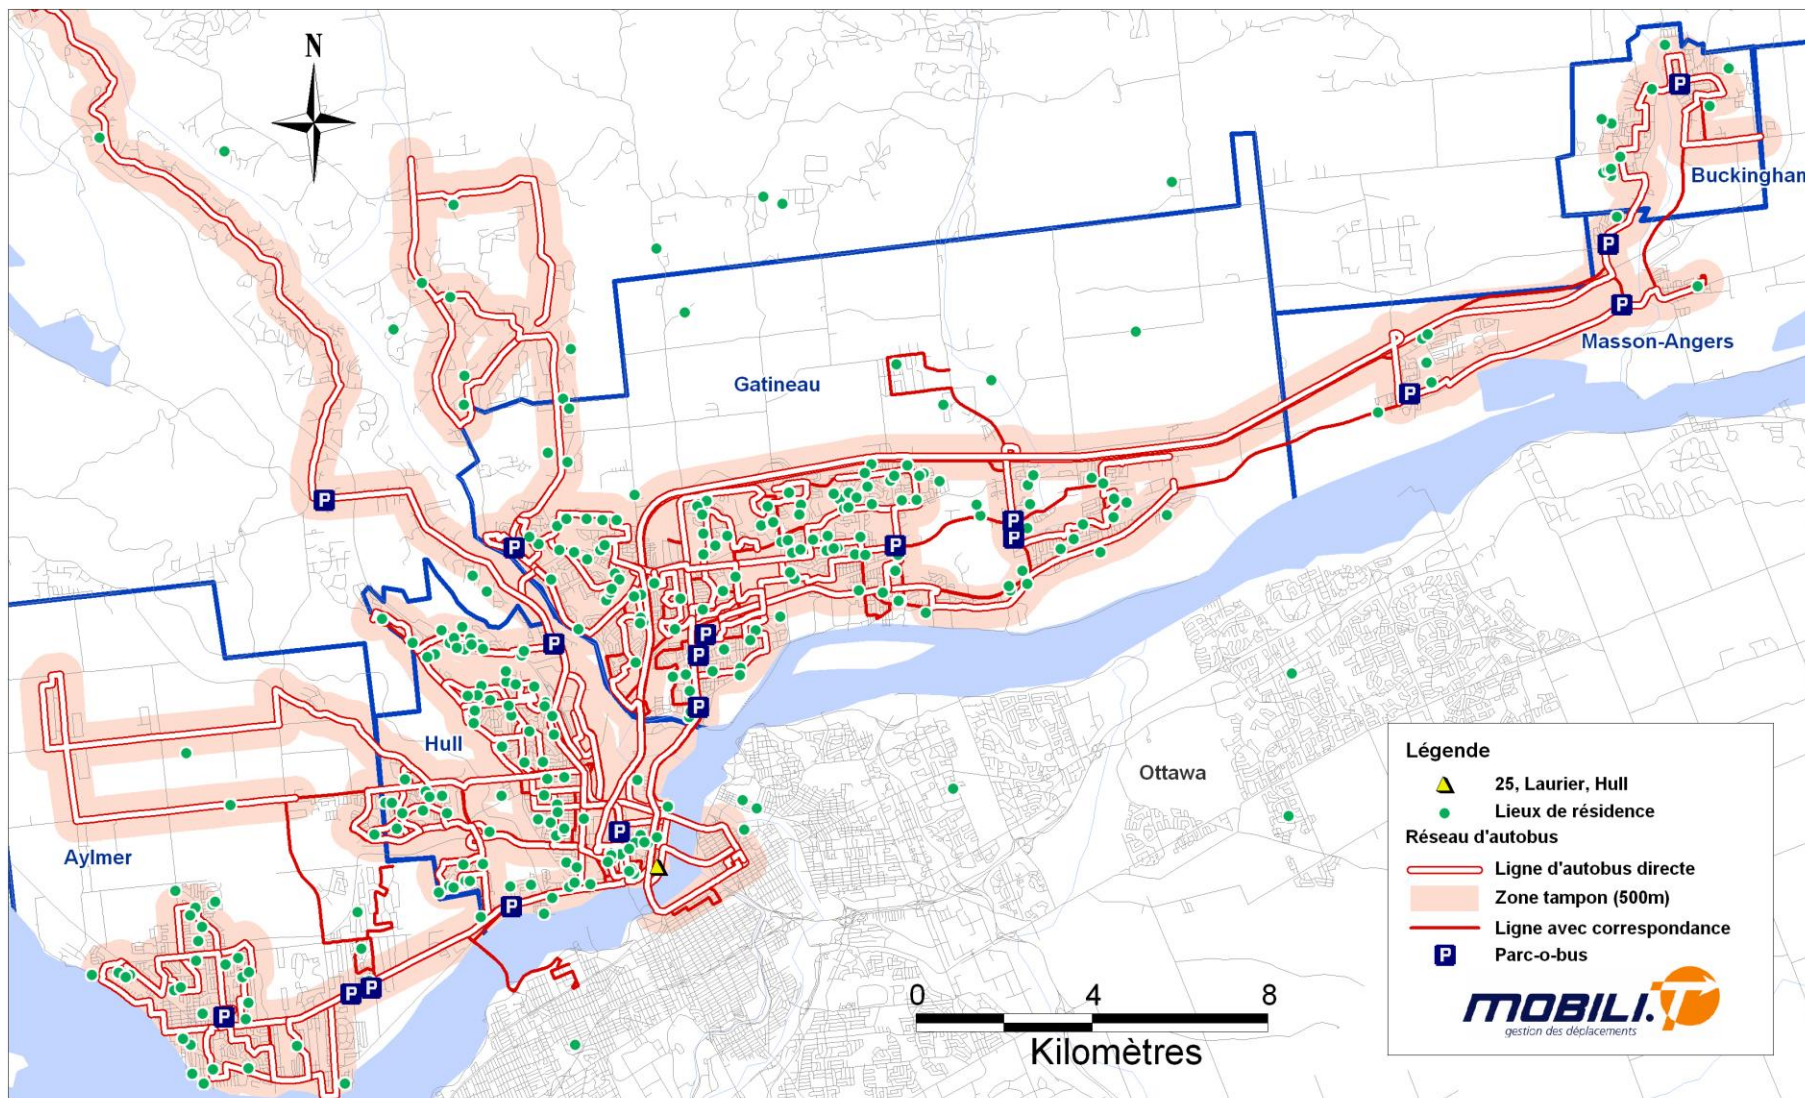 N
P
P
Buckingham
P
P
Masson-Angers
Gatineau
P
P
P
P
P
P
P
P
P
P
Hull
Ottawa
P
Aylmer
P
P
P
P
0 4 8
Kilomètres
Légende
25, Laurier, Hull
Lieux de résidence
Réseau d'autobus
Ligne d'autobus directe
Zone tampon (500m)
Ligne avec correspondance
P Parc-o-bus
MOBILI.T
gestion des déplacements